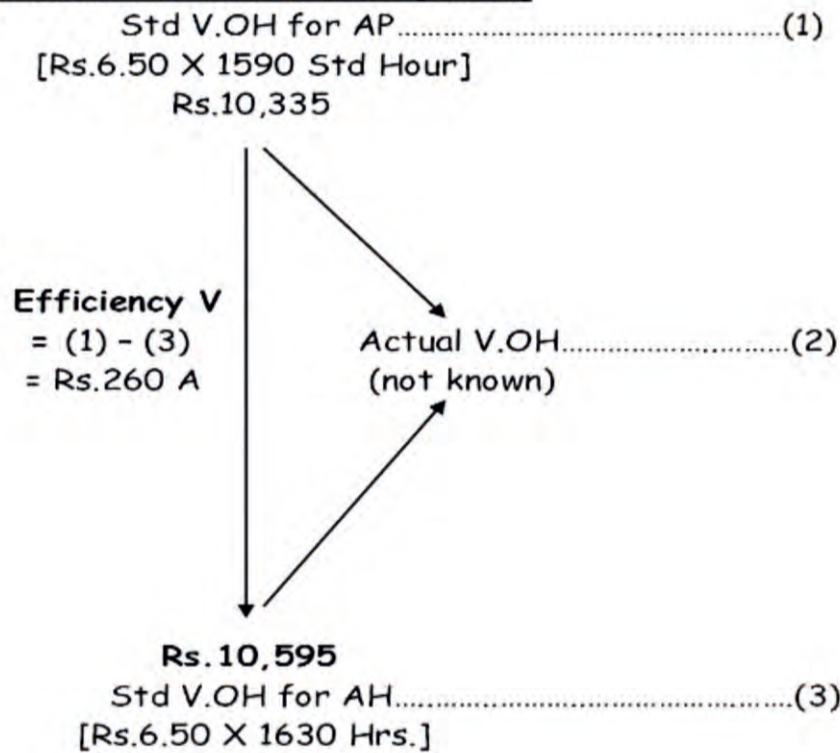 Std V.OH for AP..................................................(1)
[Rs.6.50 X 1590 Std Hour]
Rs.10,335
Efficiency V
= (1) - (3)
= Rs.260 A
Actual V.OH..............................(2)
(not known)
Rs.10,595
Std V.OH for AH....................................................(3)
[Rs.6.50 X 1630 Hrs.]